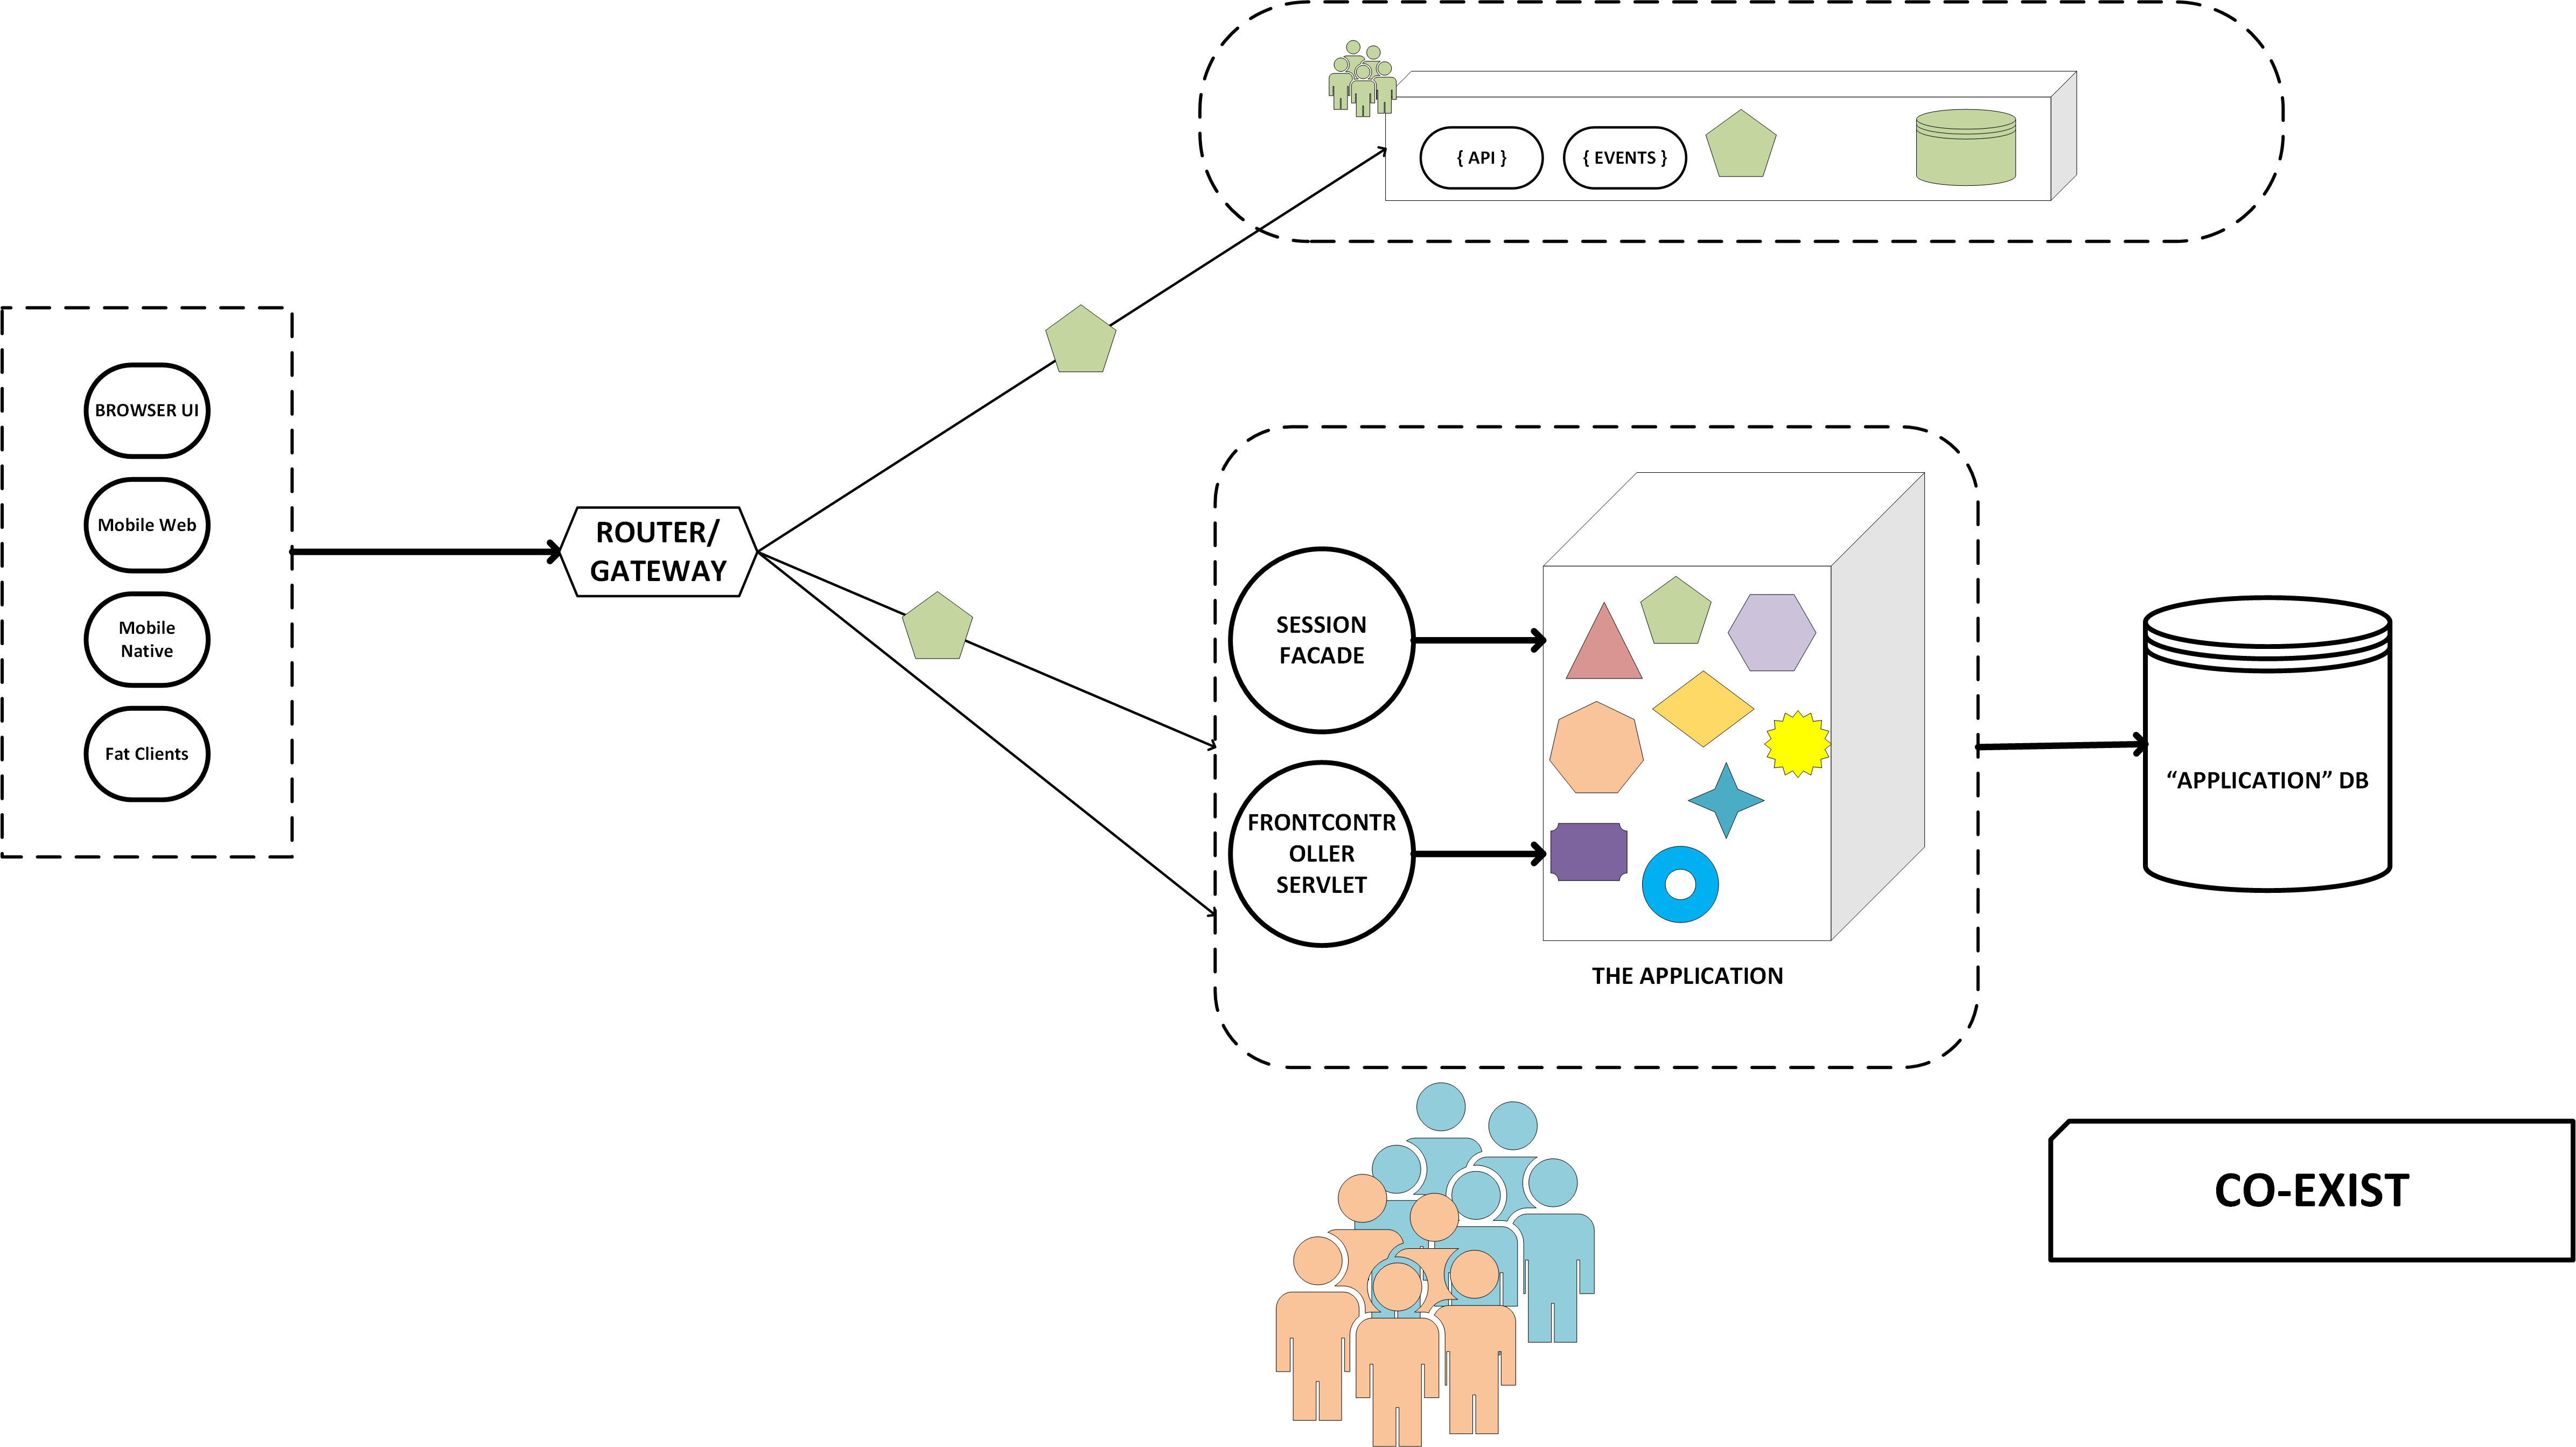 { API }
{ EVENTS }
BROWSER UI
Mobile Web
Mobile
Native
Fat Clients
ROUTER/
GATEWAY
SESSION
FACADE
FRONTCONTR
OLLER
SERVLET
THE APPLICATION
“APPLICATION” DB
CO-EXIST